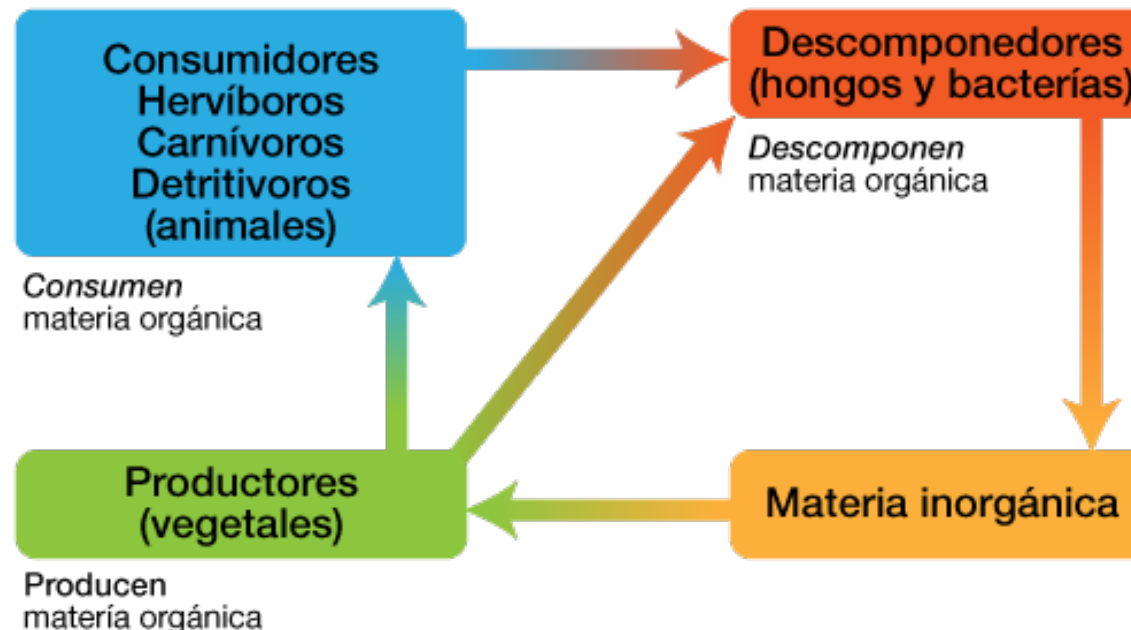 Consumidores
Hervíboros
Carnívoros
Detritivoros
(animales)
Consumen
materia orgánica
Descomponedores
(hongos y bacterías)
Descomponen
materia orgánica
Productores
(vegetales)
Producen
matería orgánica
Materia inorgánica